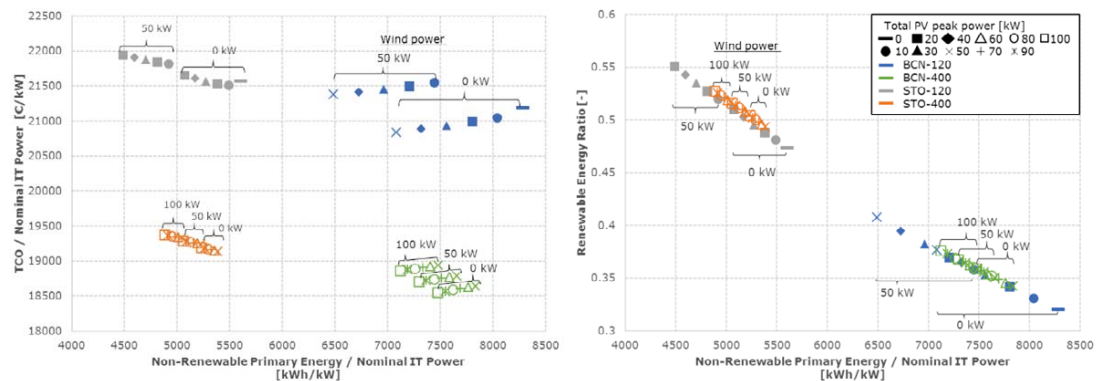 22000
21500
21000
20500
20000
19500
19000
18500
18000
TCO / Nominal IT Power [€/kW]
50 kW
0 kW
Wind power
50 kW
0 kW
100 kW
50 kW
0 kW
100 kW
50 kW
0 kW
4000 4500 5000 5500 6000 6500 7000 7500 8000 8500
Non-Renewable Primary Energy / Nominal IT Power
[kWh/kW]
0.6
0.55
0.5
0.45
0.4
0.35
0.3
Renewable Energy Ratio [-]
Wind power
100 kW
50 kW
0 kW
50 kW
0 kW
100 kW
50 kW
0 kW
50 kW
0 kW
Total PV peak power [kW]
0 20 40 60 80 100
10 30 50 70 90
BCN-120
BCN-400
STO-120
STO-400
4000 4500 5000 5500 6000 6500 7000 7500 8000 8500
Non-Renewable Primary Energy / Nominal IT Power
[kWh/kW]